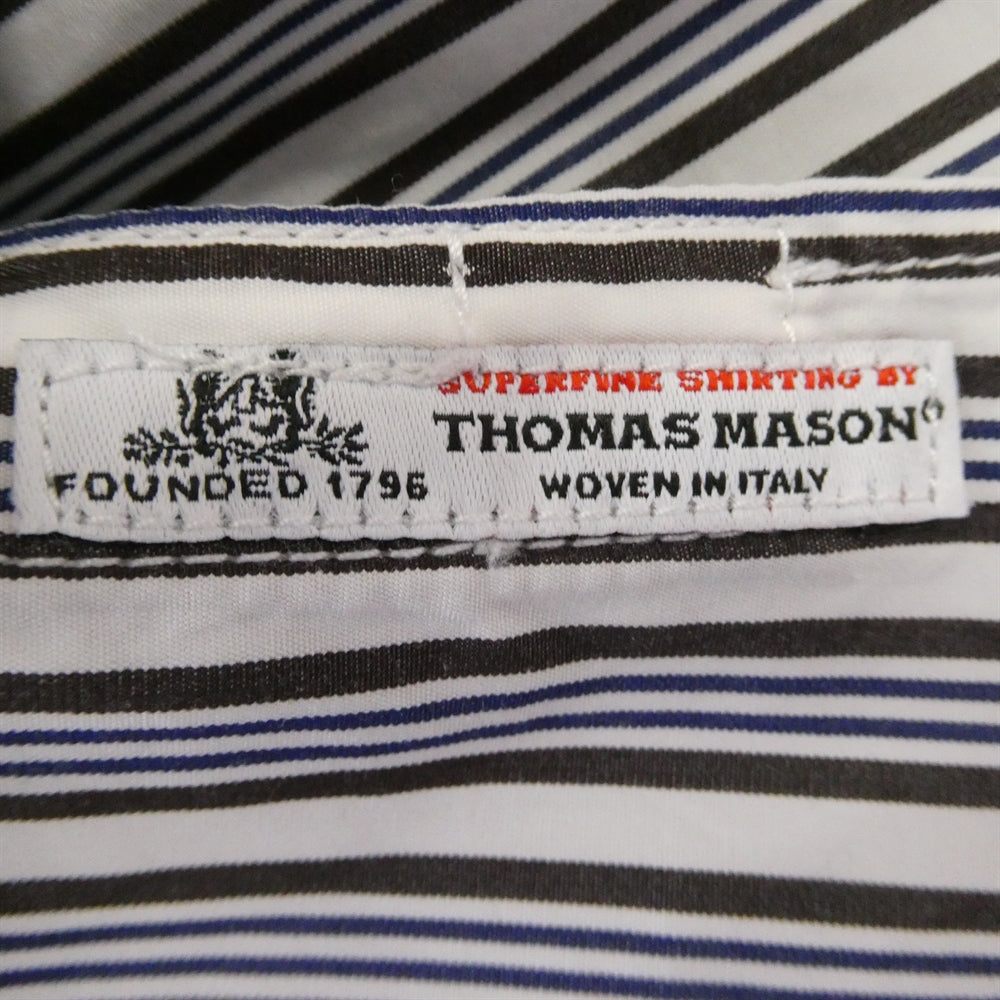 FOUNDED 1796
SUPERFINE SHIRTING BY
THOMAS MASON®
WOVEN IN ITALY